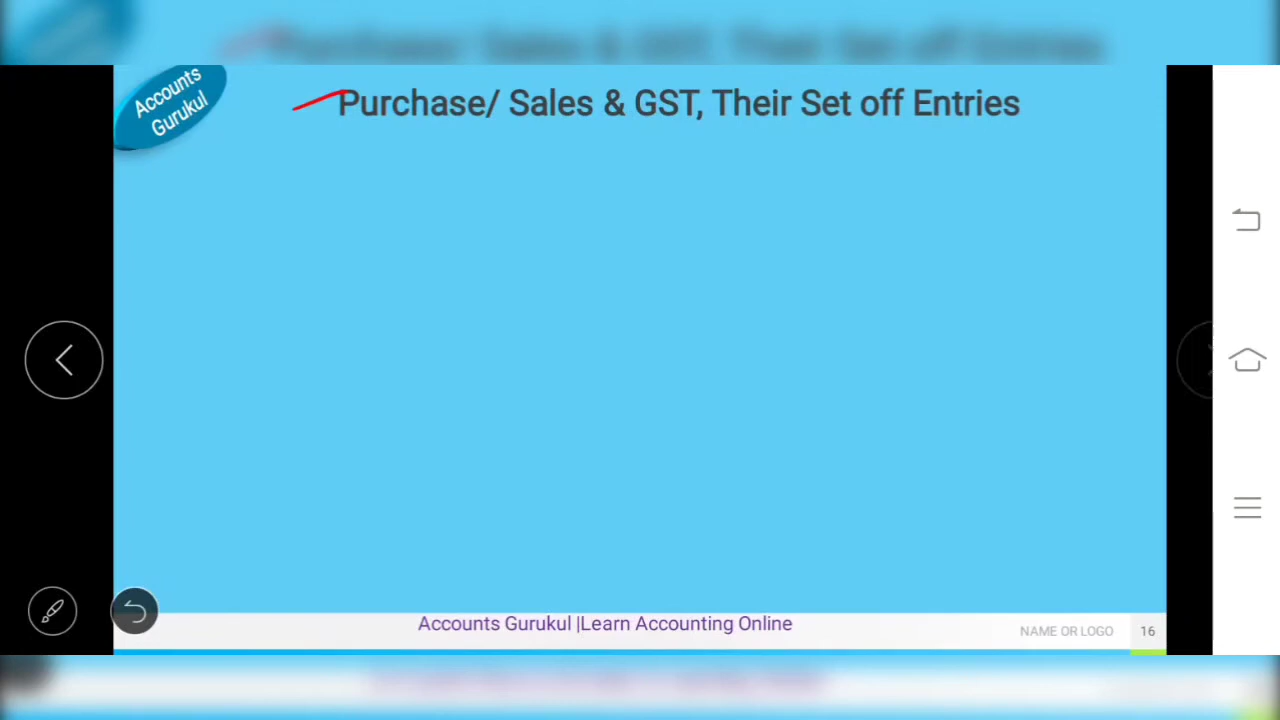 Accounts
Gurukul
Purchase/ Sales & GST, Their Set off Entries
Accounts Gurukul |Learn Accounting Online
NAME OR LOGO
16